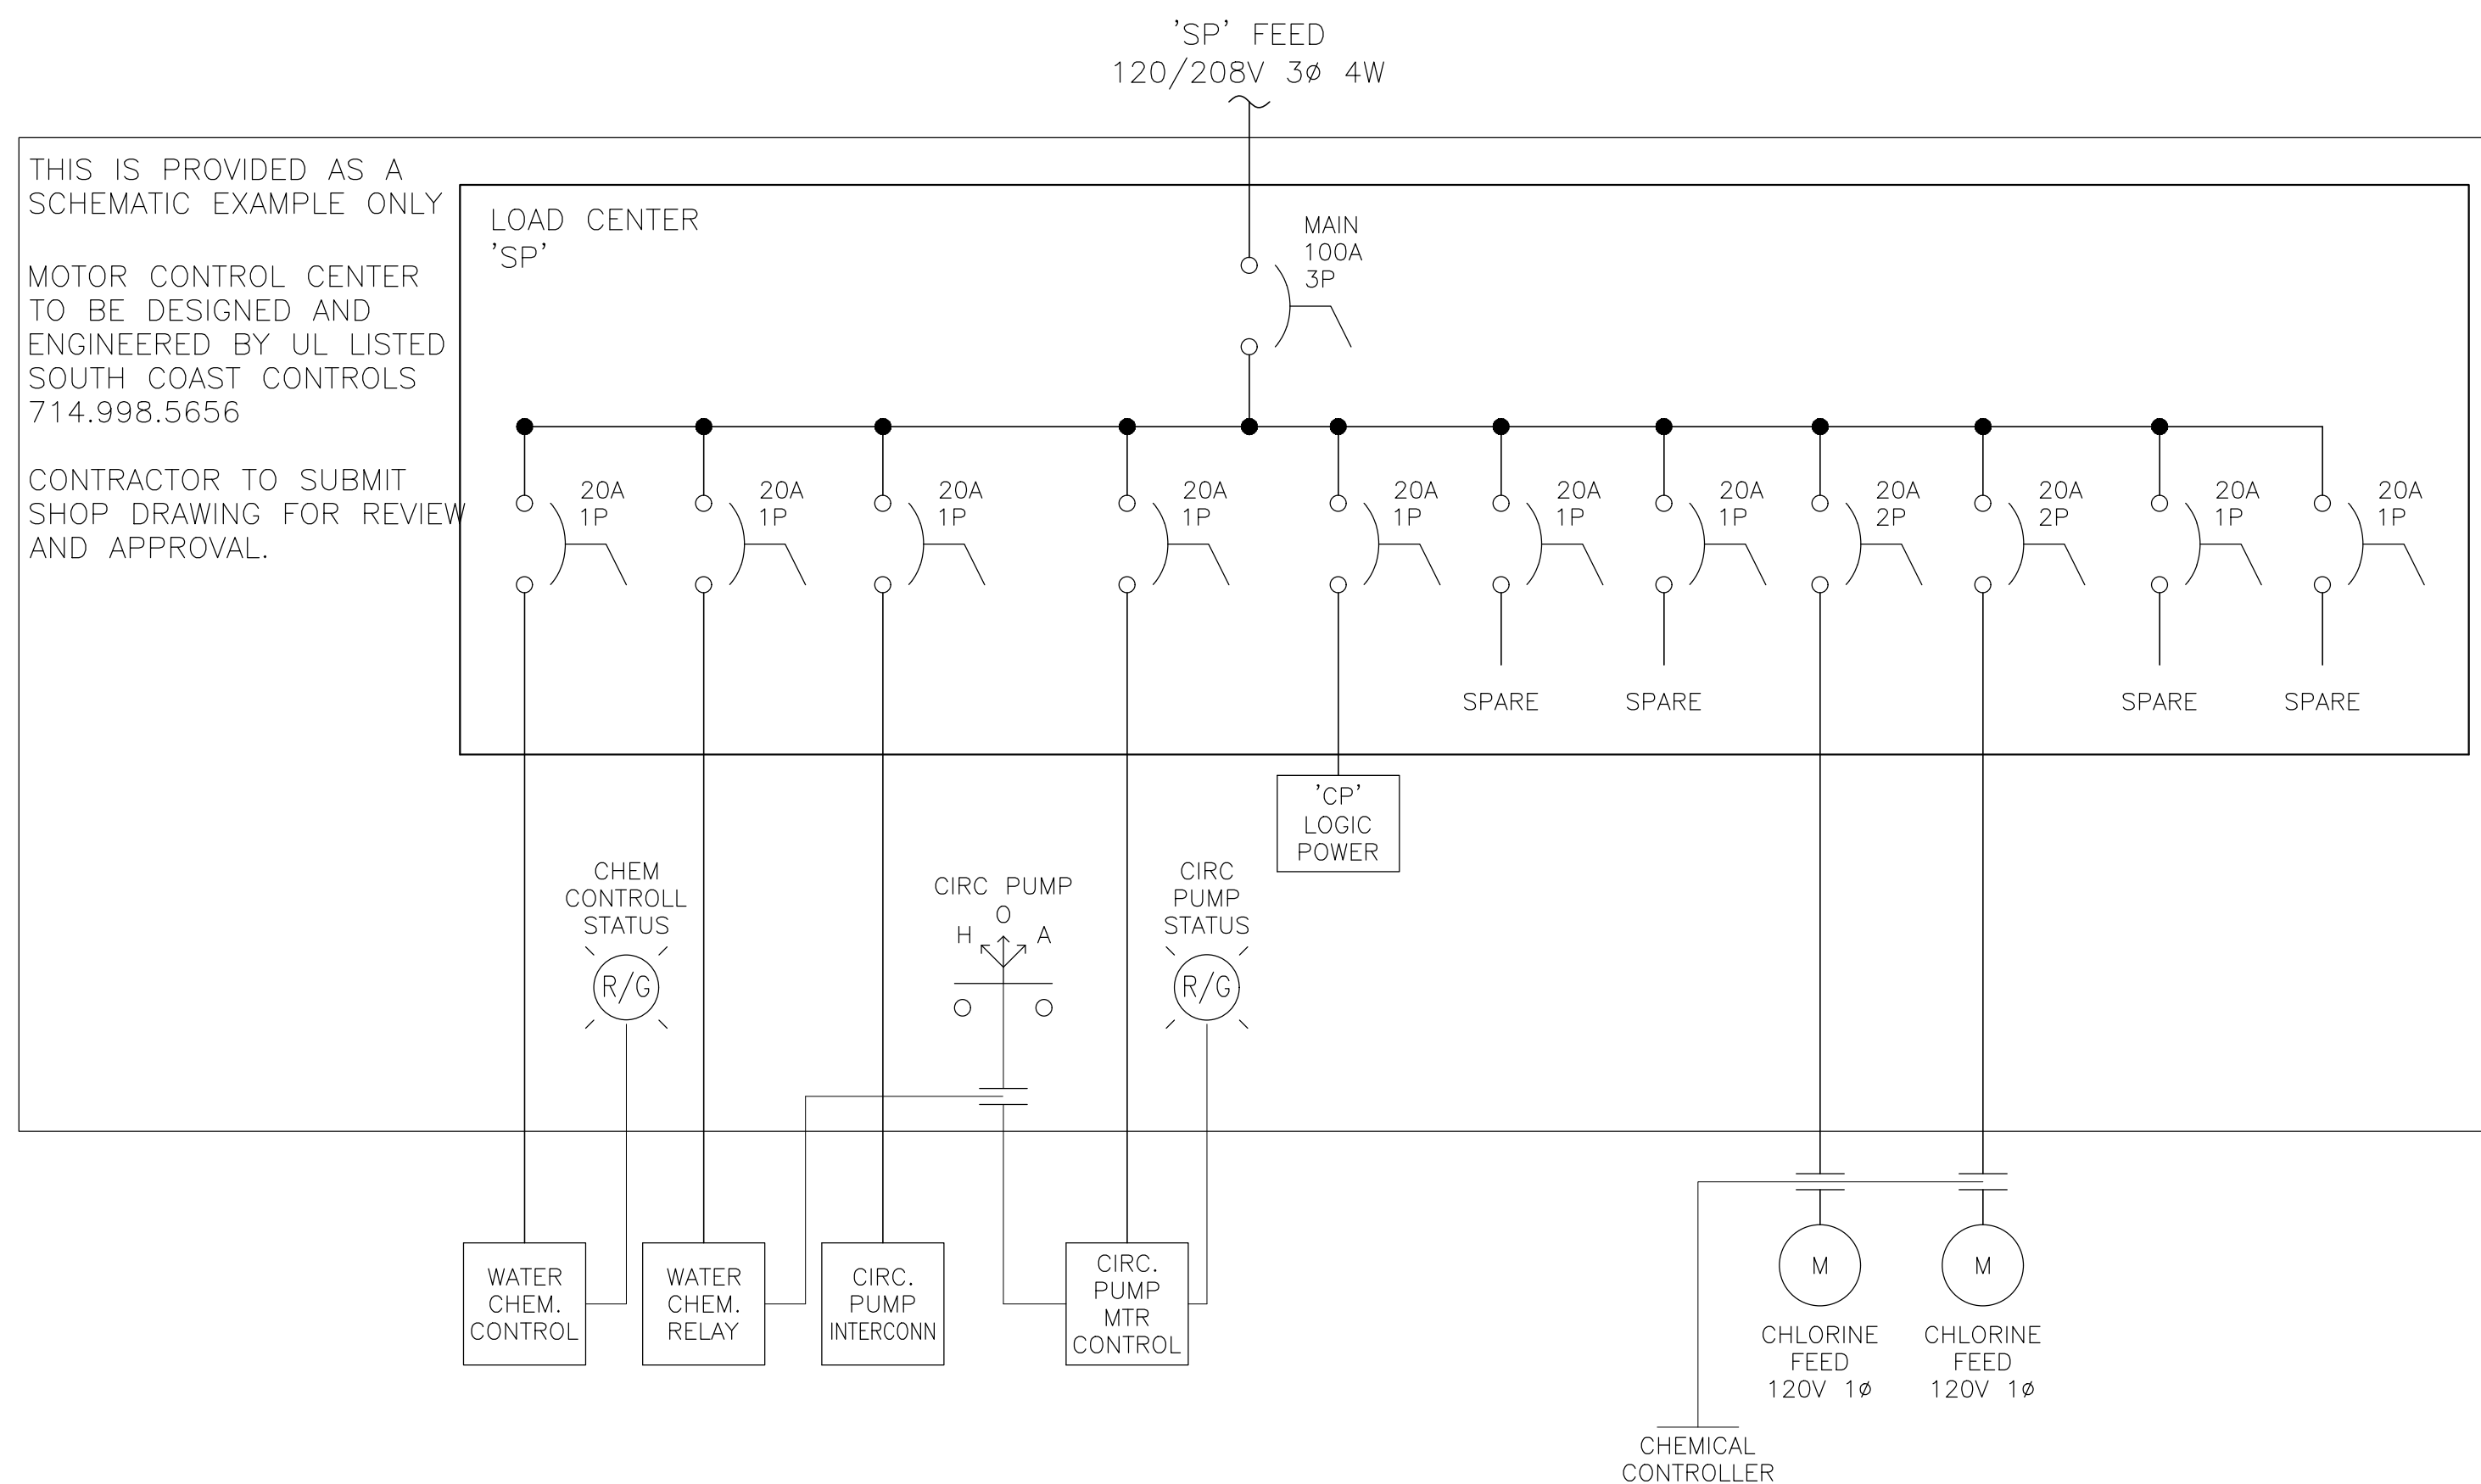 'SP' FEED
120/208V 3ø 4W
THIS IS PROVIDED AS A
SCHEMATIC EXAMPLE ONLY
MOTOR CONTROL CENTER
TO BE DESIGNED AND
ENGINEERED BY UL LISTED
SOUTH COAST CONTROLS
714.998.5656
CONTRACTOR TO SUBMIT
SHOP DRAWING FOR REVIEW
AND APPROVAL.
LOAD CENTER
'SP'
MAIN
100A
3P
20A
1P
20A
1P
20A
1P
20A
1P
20A
1P
20A
1P
20A
1P
20A
2P
20A
2P
20A
1P
20A
1P
SPARE
SPARE
SPARE
SPARE
'CP'
LOGIC
POWER
CHEM
CONTROLL
STATUS
R/G
CIRC PUMP
O
H
A
CIRC
PUMP
STATUS
R/G
WATER
CHEM.
CONTROL
WATER
CHEM.
RELAY
CIRC.
PUMP
INTERCONN
CIRC.
PUMP
MTR
CONTROL
M
CHLORINE
FEED
120V 1ø
M
CHLORINE
FEED
120V 1ø
CHEMICAL
CONTROLLER